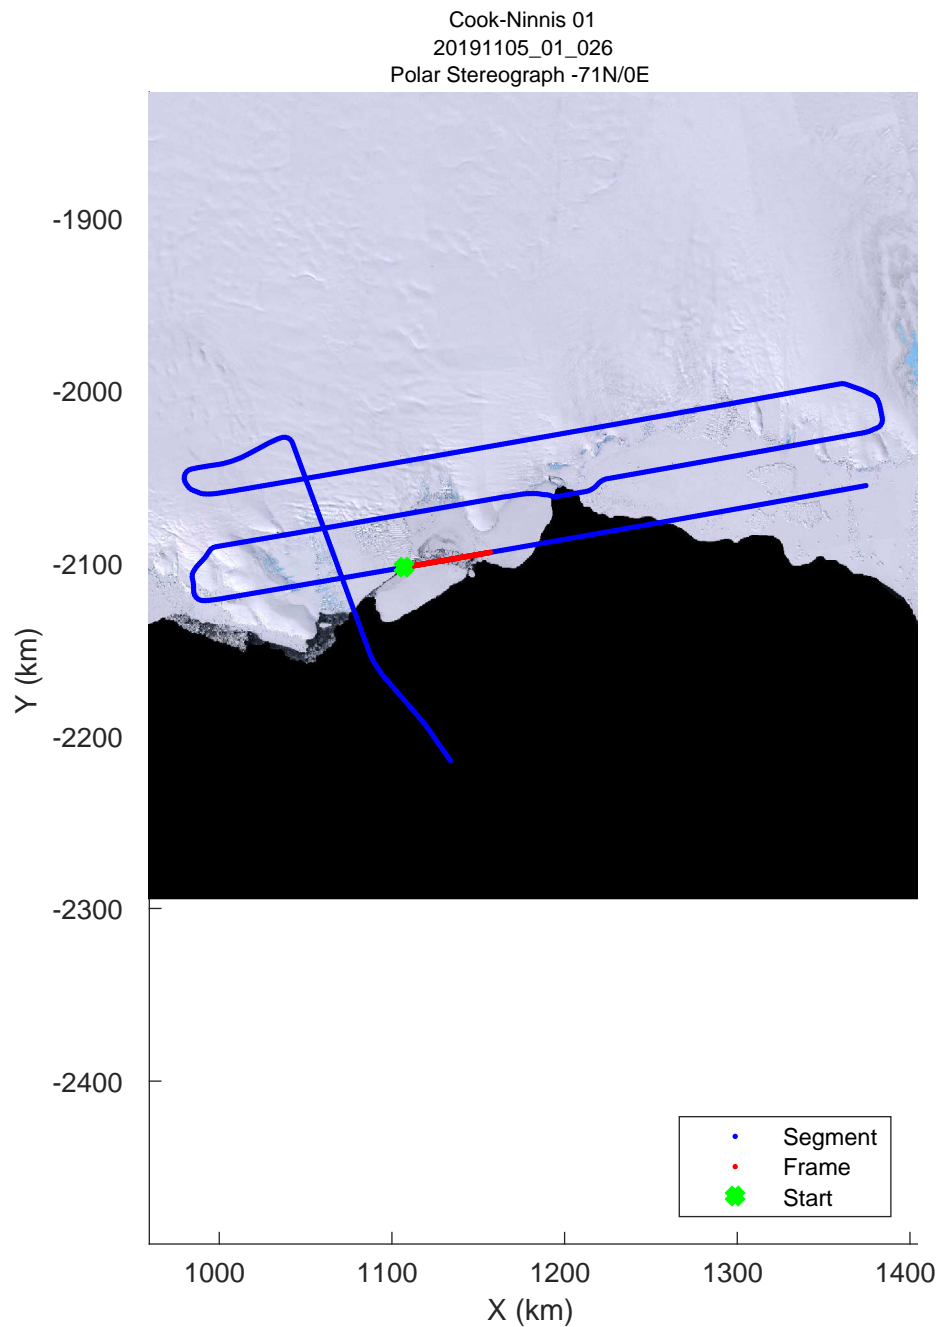 Cook-Ninnis 01
20191105_01_026
Polar Stereograph -71N/0E
-1900
-2000
-2100
-2200
-2300
-2400
Y (km)
1000
1100
1200
1300
1400
X (km)
Segment
Frame
Start